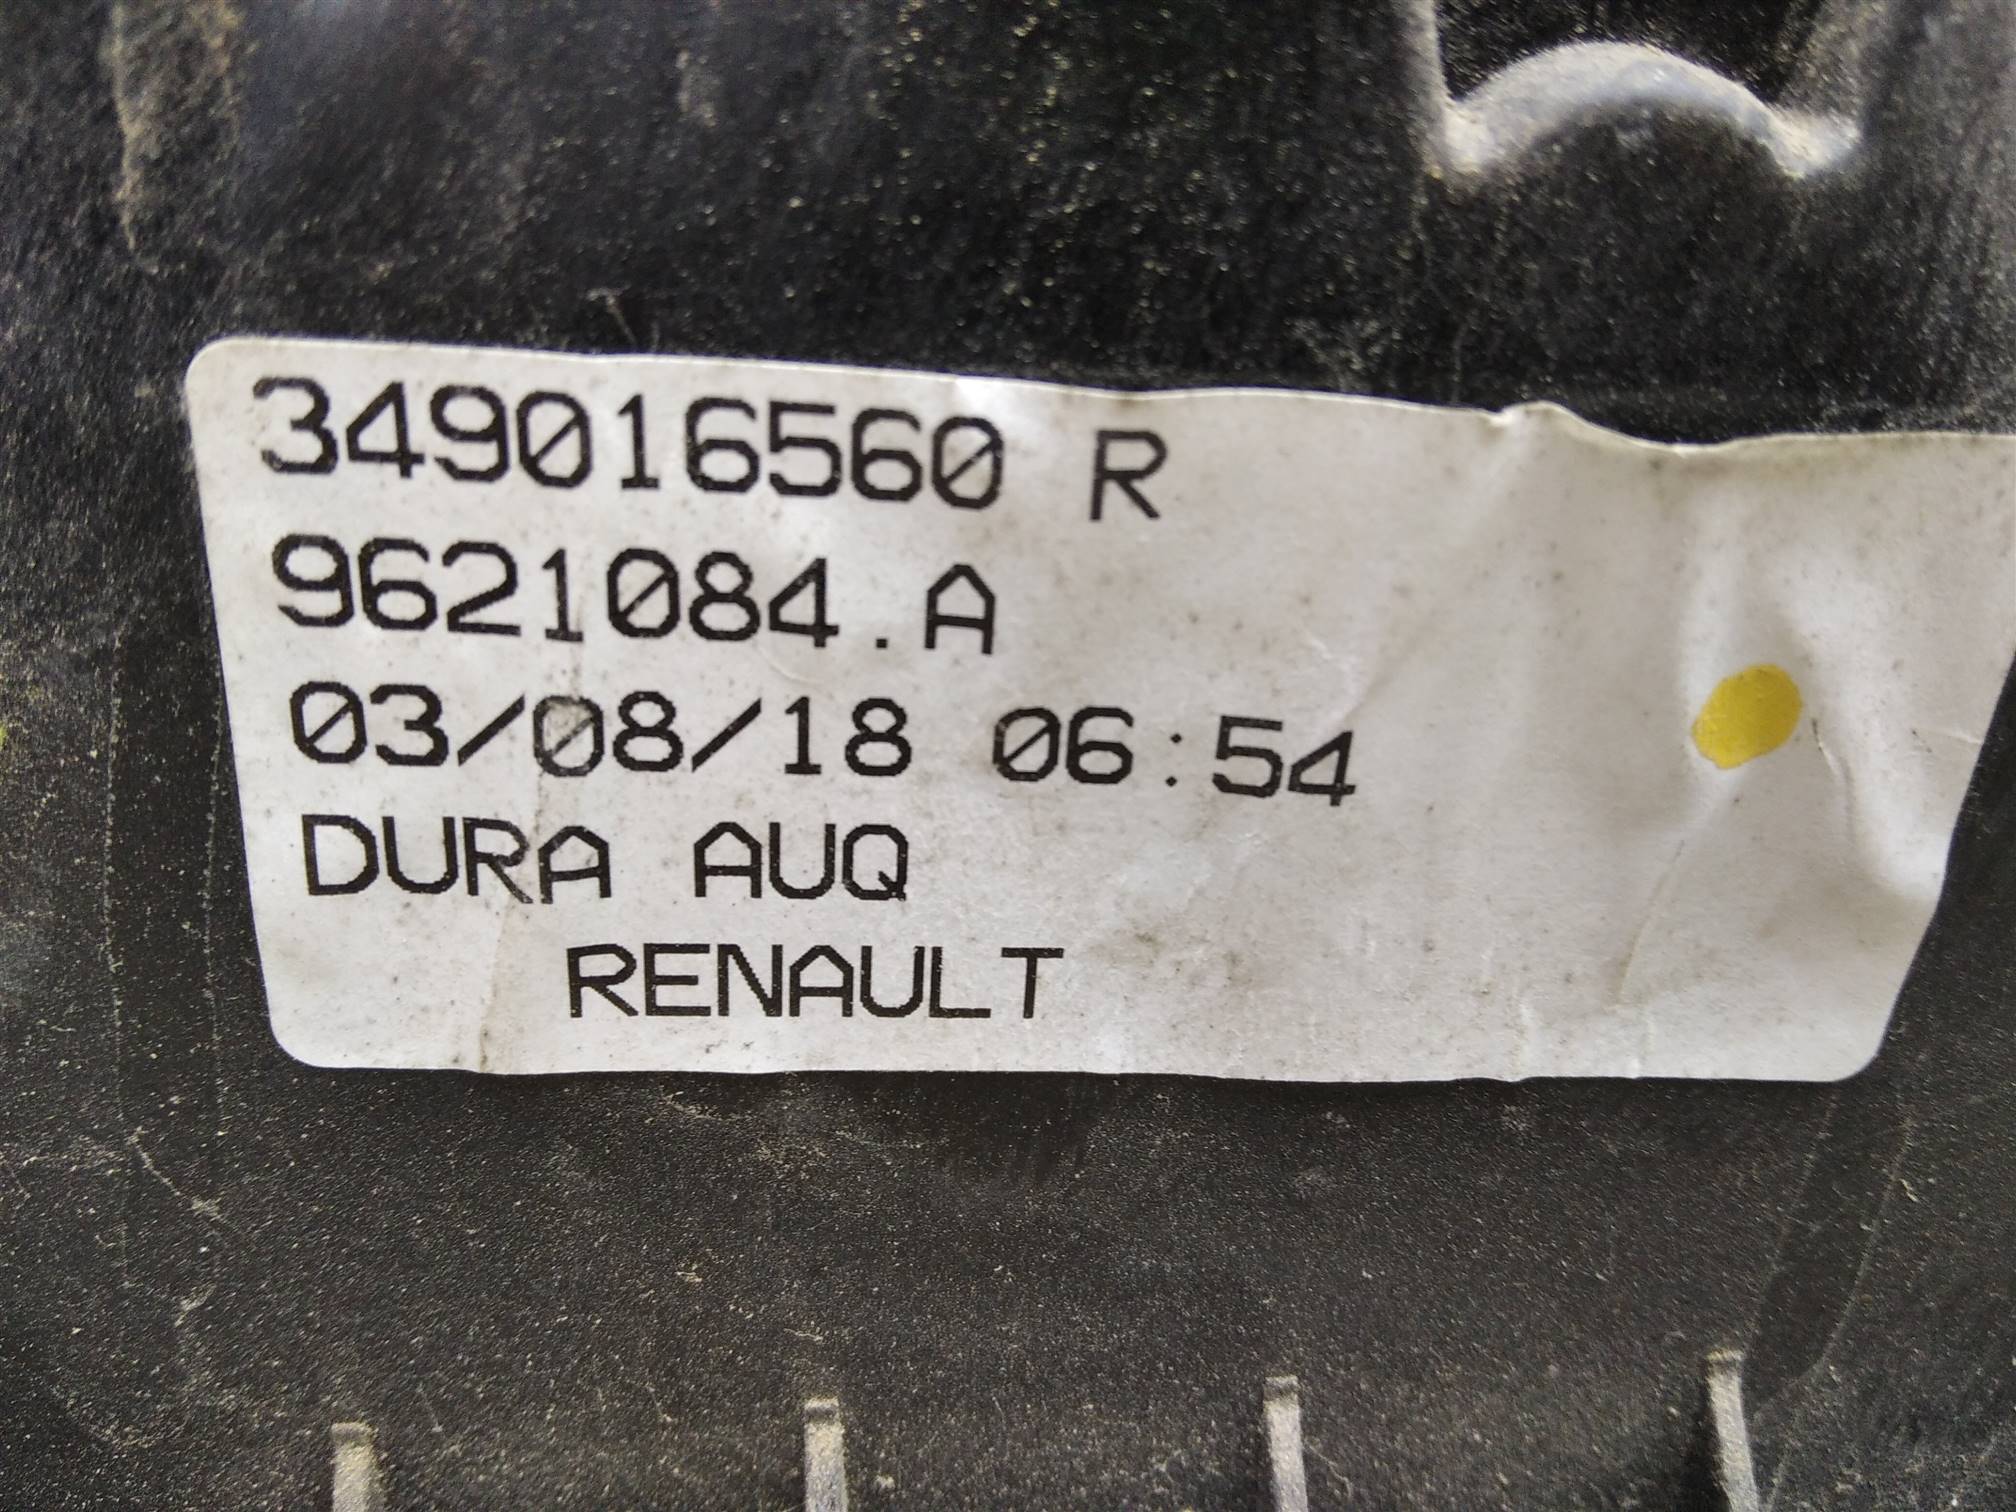 349016560 R
9621084.A
03/08/18 06:54
DURA AUQ
RENAULT